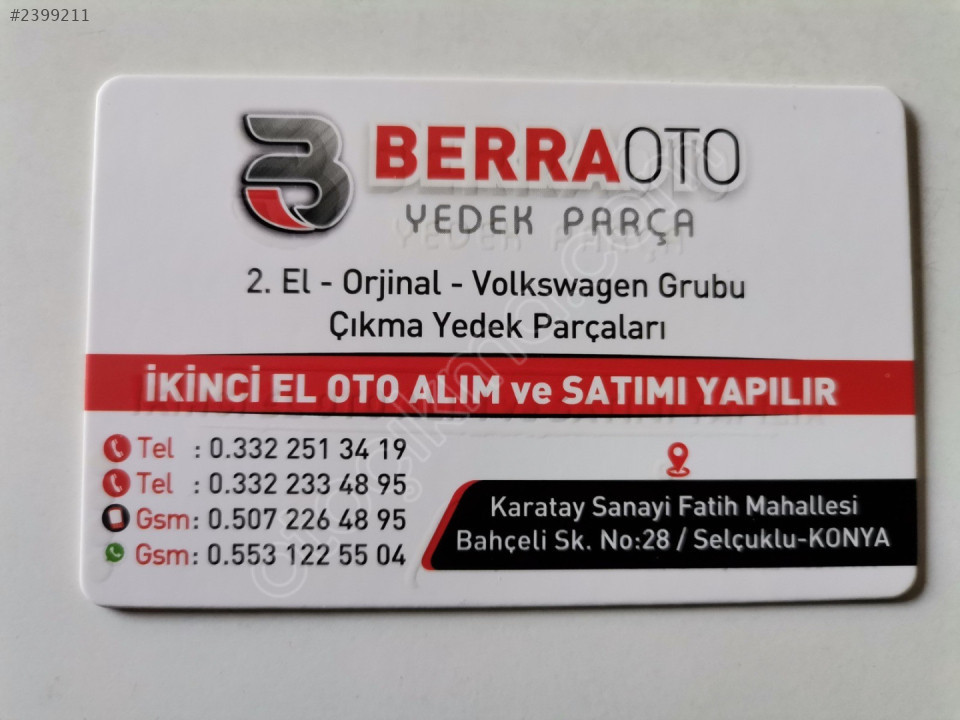 #2399211
BERRAOTO
YEDEK PARÇA
2. El - Orjinal - Volkswagen Grubu
Çıkma Yedek Parçaları
İKİNCİ EL OTO ALIM ve SATIMI YAPILIR
Tel : 0.332 251 34 19
Tel : 0.332 233 48 95
Gsm: 0.507 226 48 95
Gsm: 0.553 122 55 04
Karatay Sanayi Fatih Mahallesi
Bahçeli Sk. No:28 / Selçuklu-KONYA